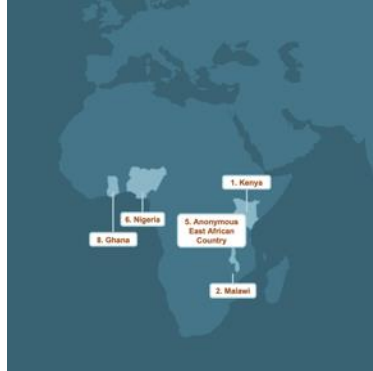 1. Kenya
5. Anonymous
East African
Country
6. Nigeria
8. Ghana
2. Malawi